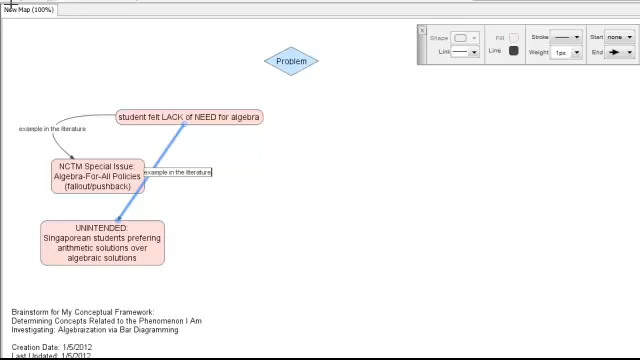 New Map (100%)
Shape:
Fill
Stroke:
Start:
none
Link:
Line:
Weight:
1px
End:
Problem
student felt LACK of NEED for algebra
example in the literature
NCTM Special Issue:
Algebra-For-All Policies
(fallout/pushback)
example in the literature
UNINTENDED:
Singaporean students prefering
arithmetic solutions over
algebraic solutions
Brainstorm for My Conceptual Framework:
Determining Concepts Related to the Phenomenon I Am
Investigating: Algebraization via Bar Diagramming
Creation Date: 1/5/2012
Last Updated: 1/5/2012